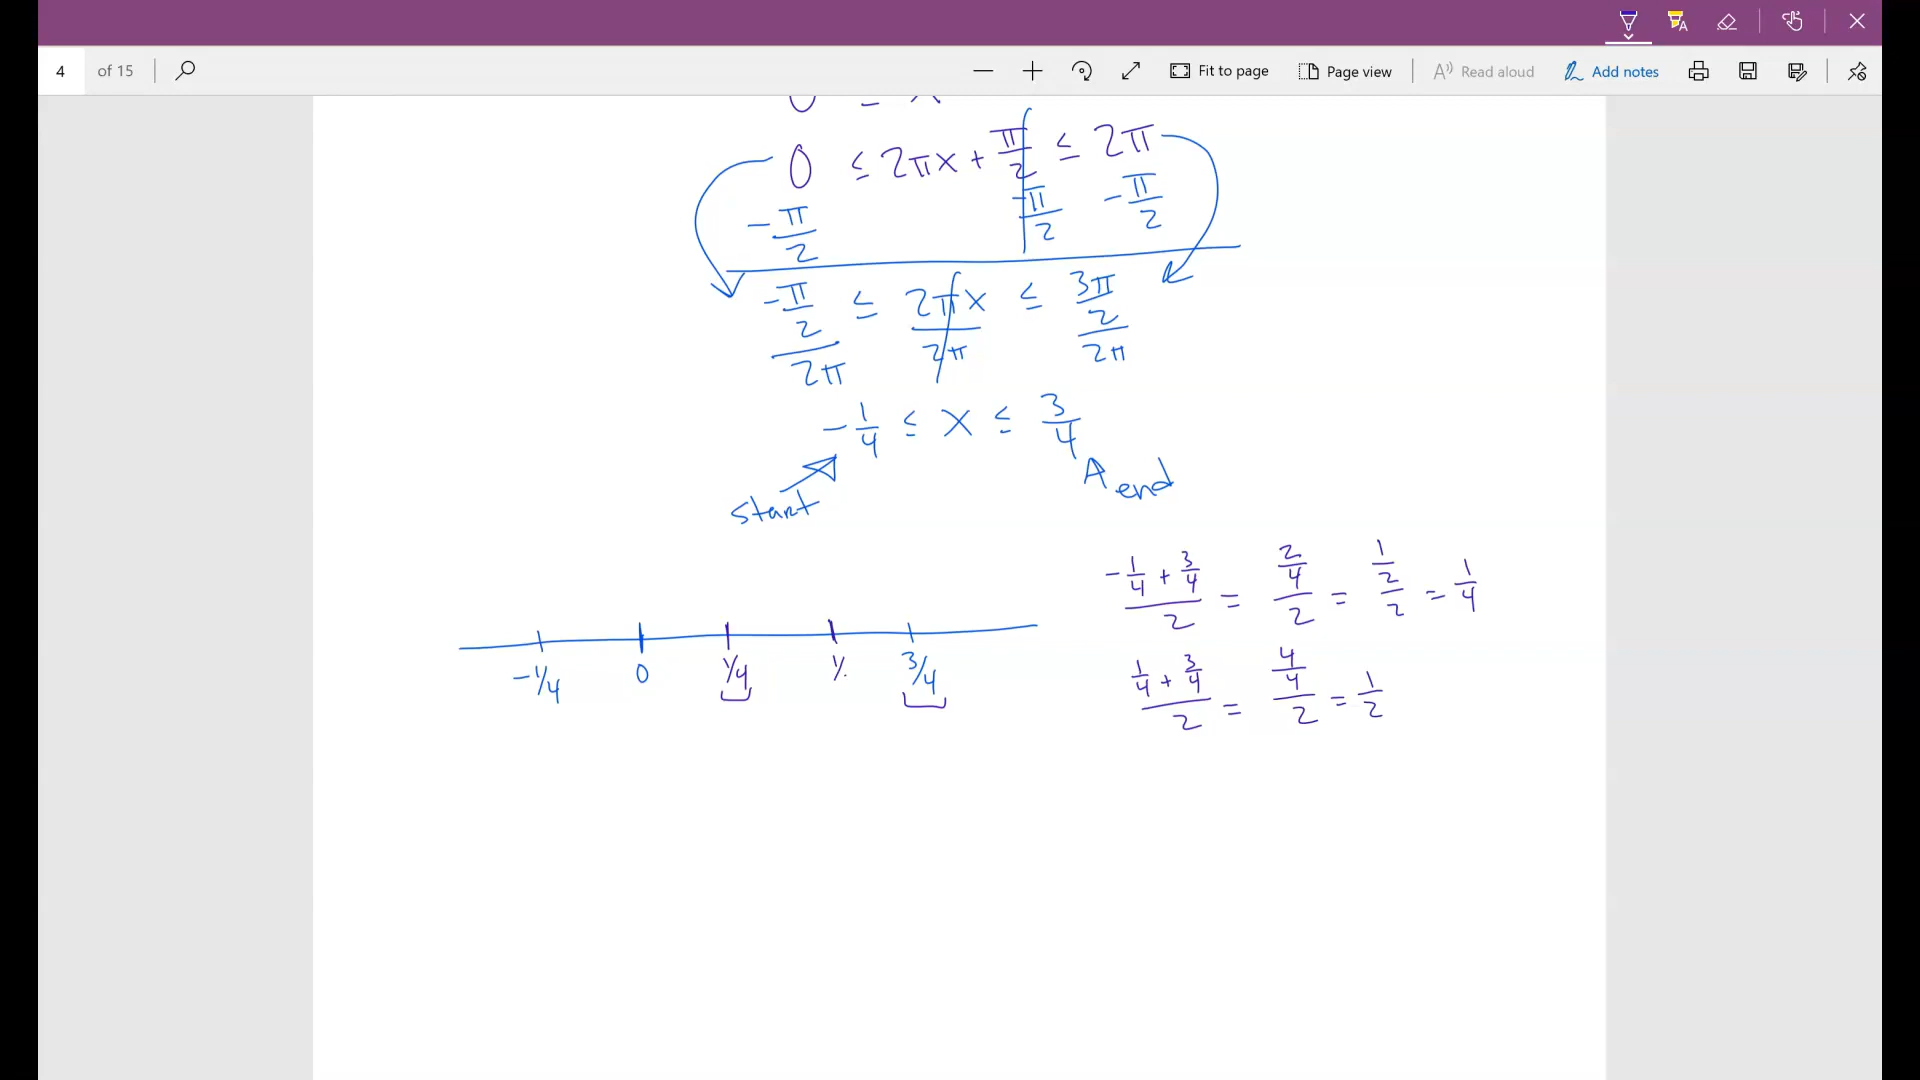 4 of 15 Fit to page Page view Read aloud Add notes
0 ≤ x
0 ≤ 2πx + π/2 ≤ 2π
-π/2 -π/2 -π/2
-π/2 ≤ 2πx ≤ 3π/2
2π 2π 2π
-1/4 ≤ x ≤ 3/4
start end
(-1/4 + 3/4)/2 = (2/4)/2 = (1/2)/2 = 1/4
-1/4 0 1/4 3/4
(1/4 + 3/4)/2 = (4/4)/2 = 1/2